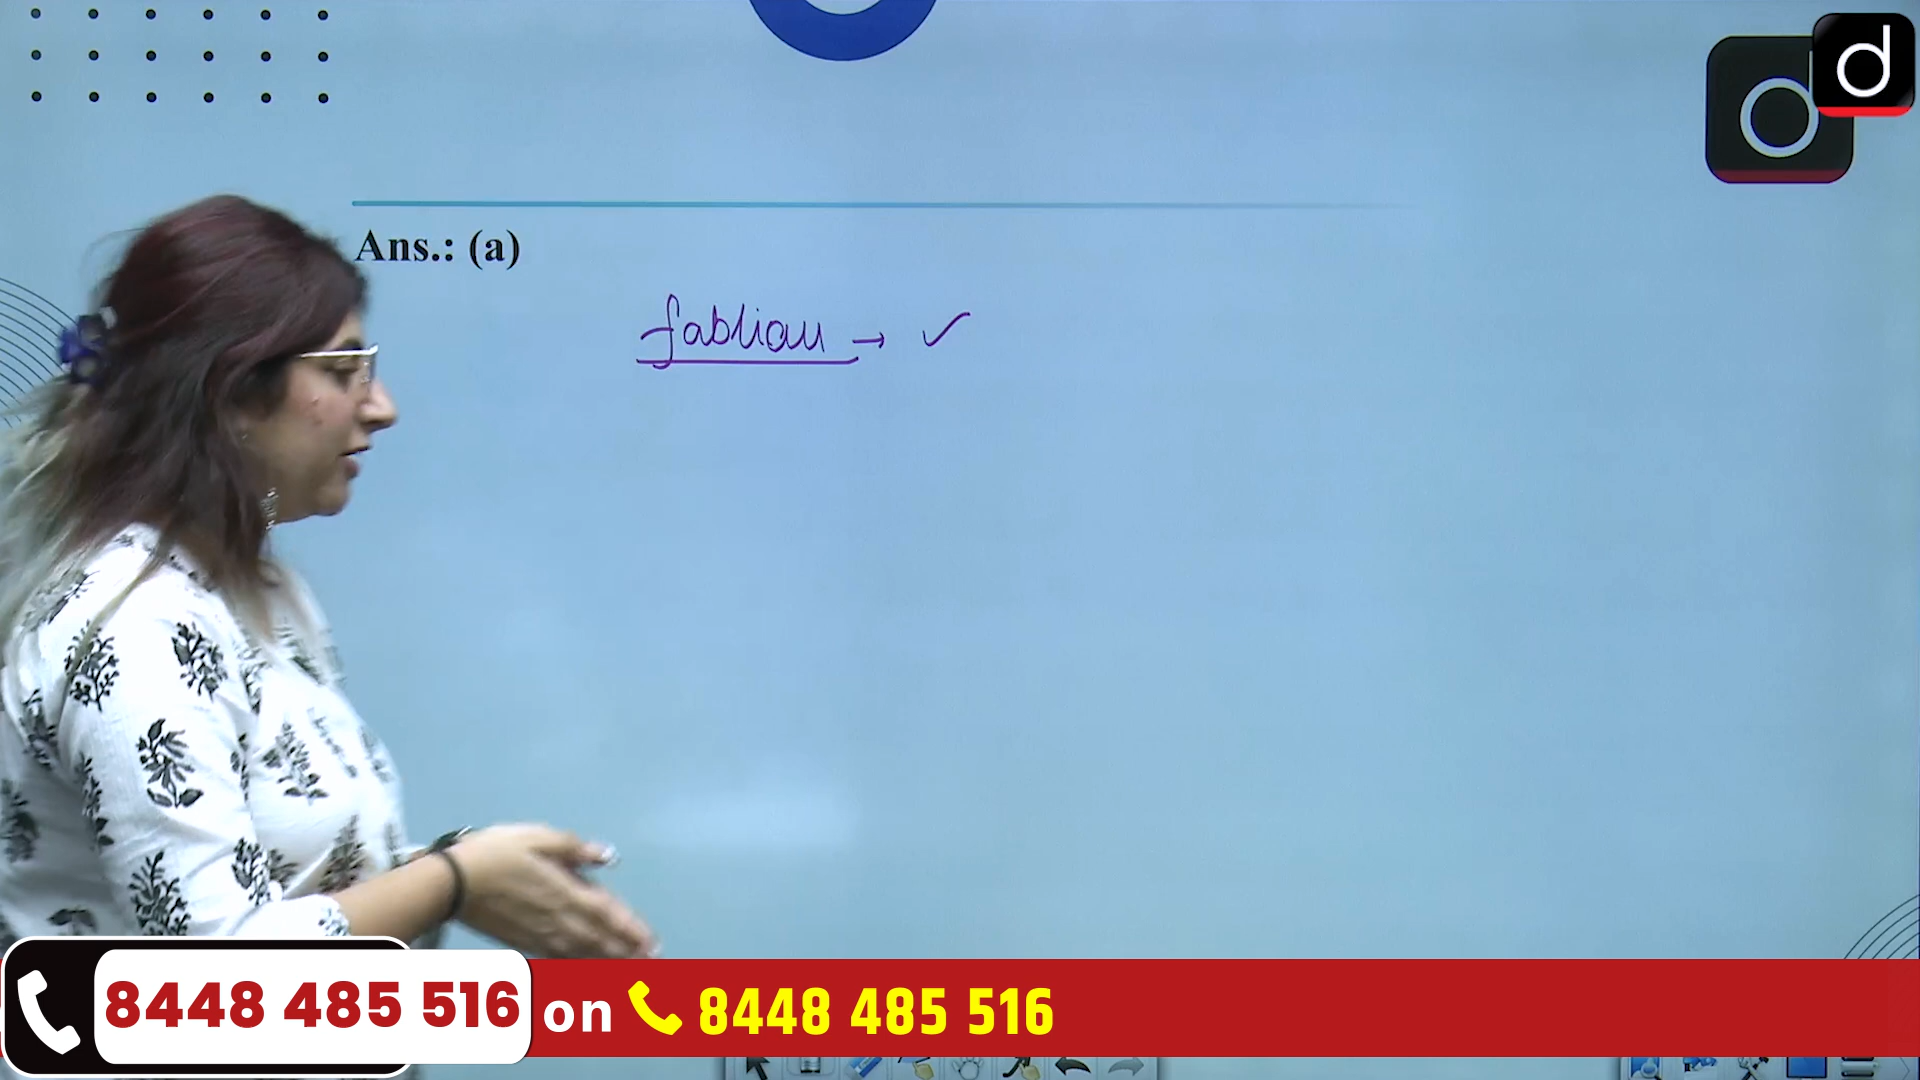 Ans.: (a)
fabliau → ✓
8448 485 516 on 8448 485 516